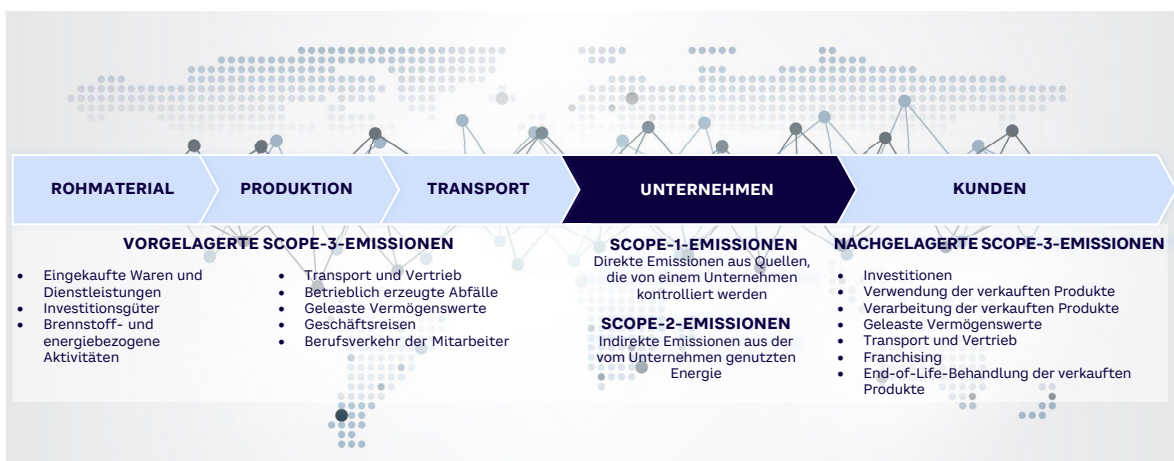 ROHMATERIAL
PRODUKTION
TRANSPORT
UNTERNEHMEN
KUNDEN
VORGELAGERTE SCOPE-3-EMISSIONEN
• Eingekaufte Waren und
Dienstleistungen
• Investitionsgüter
• Brennstoff- und
energiebezogene
Aktivitäten
• Transport und Vertrieb
• Betrieblich erzeugte Abfälle
• Geleaste Vermögenswerte
• Geschäftsreisen
• Berufsverkehr der Mitarbeiter
SCOPE-1-EMISSIONEN
Direkte Emissionen aus Quellen,
die von einem Unternehmen
kontrolliert werden
SCOPE-2-EMISSIONEN
Indirekte Emissionen aus der
vom Unternehmen genutzten
Energie
NACHGELAGERTE SCOPE-3-EMISSIONEN
• Investitionen
• Verwendung der verkauften Produkte
• Verarbeitung der verkauften Produkte
• Geleaste Vermögenswerte
• Transport und Vertrieb
• Franchising
• End-of-Life-Behandlung der verkauften
Produkte